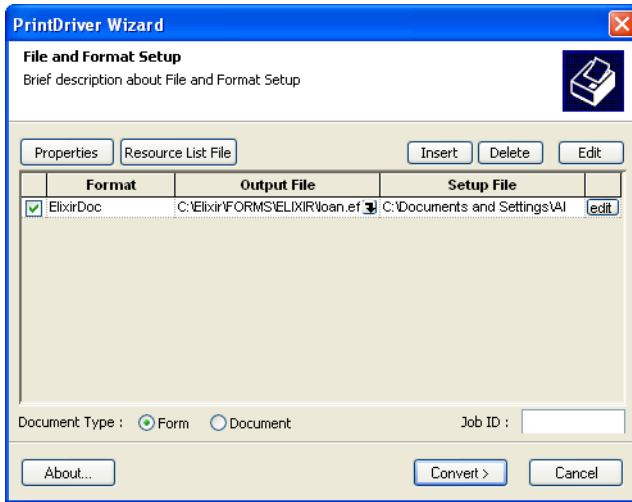 PrintDriver Wizard
File and Format Setup
Brief description about File and Format Setup
Properties Resource List File Insert Delete Edit
Format Output File Setup File
ElixirDoc C:\Elixir\FORMS\ELIXIR\loan.ef C:\Documents and Settings\Al edit
Document Type : Form Document Job ID :
About... Convert > Cancel